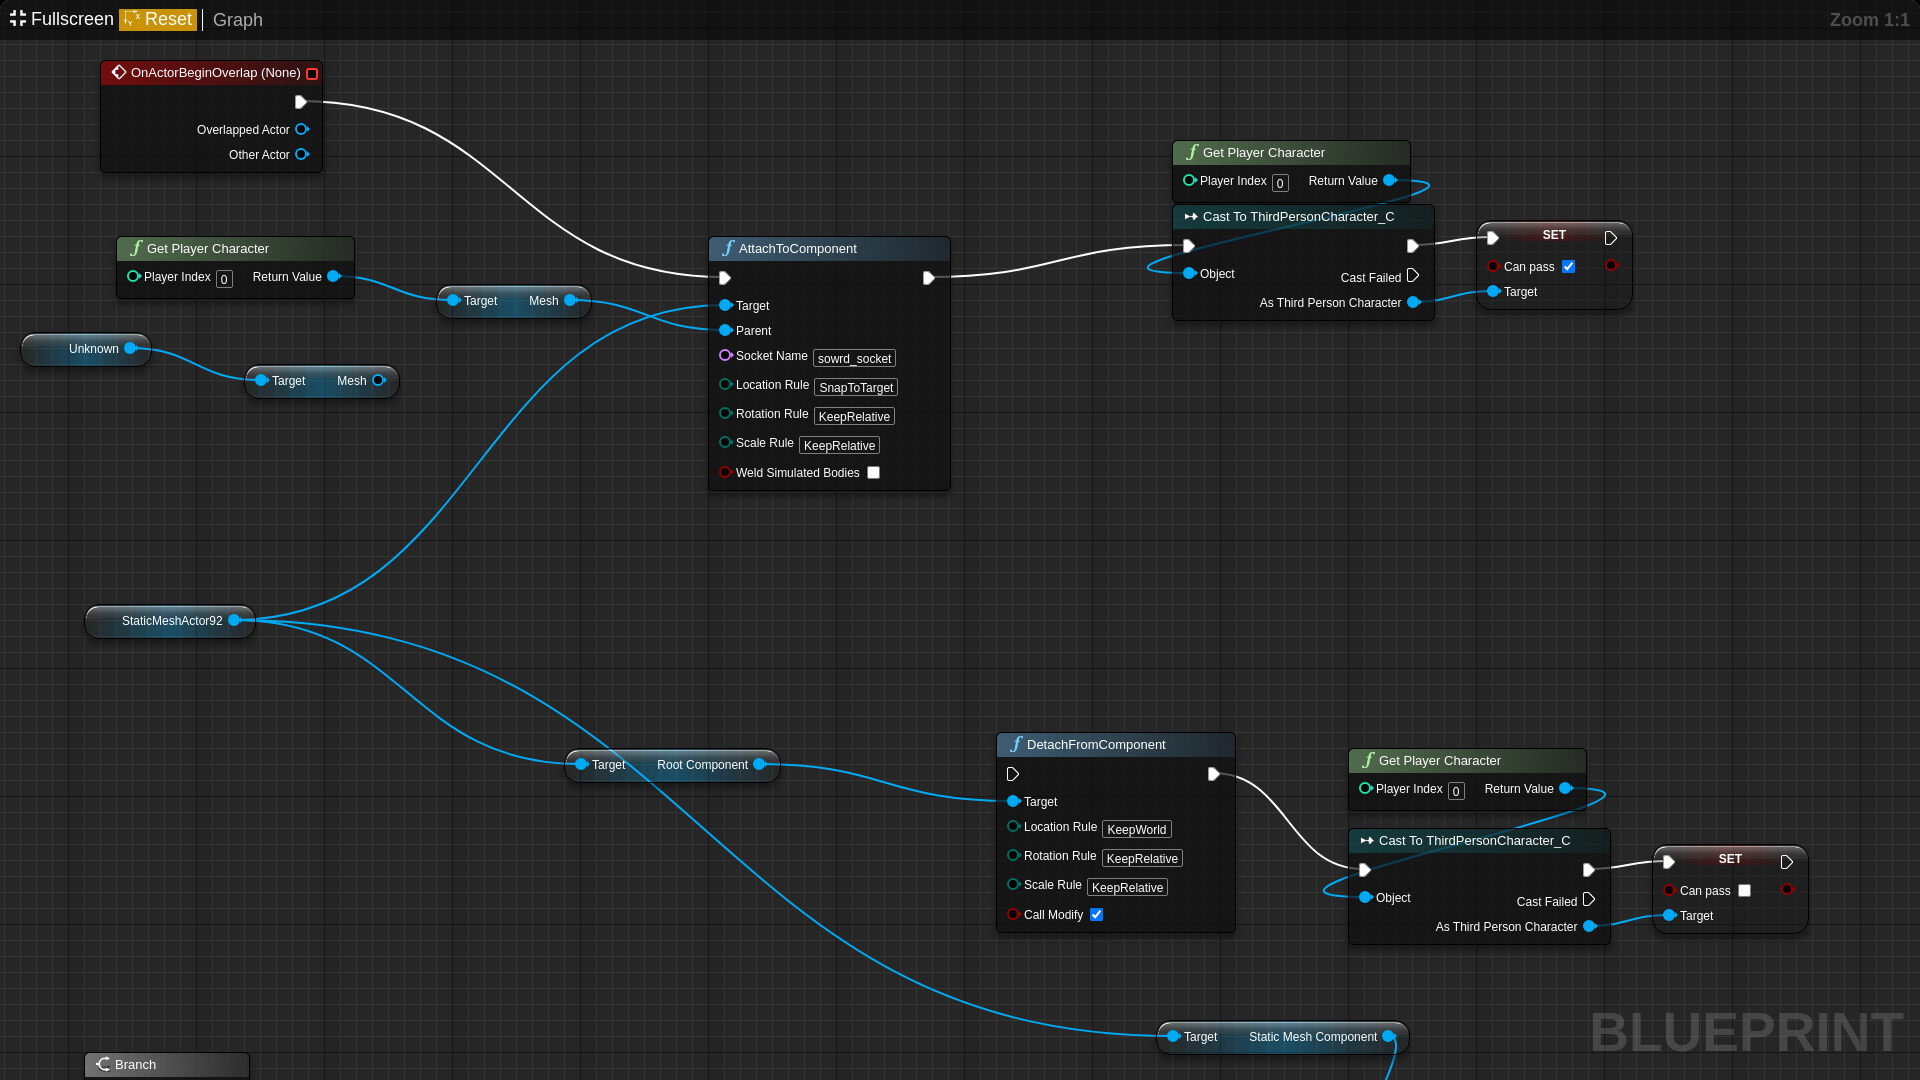 Fullscreen Reset Graph Zoom 1:1
OnActorBeginOverlap (None)
Overlapped Actor
Other Actor
Get Player Character
Player Index 0 Return Value
Unknown
Target Mesh
Target Mesh
AttachToComponent
Target
Parent
Socket Name sowrd_socket
Location Rule SnapToTarget
Rotation Rule KeepRelative
Scale Rule KeepRelative
Weld Simulated Bodies
Get Player Character
Player Index 0 Return Value
Cast To ThirdPersonCharacter_C
Object
Cast Failed
As Third Person Character
SET
Can pass
Target
StaticMeshActor92
Target Root Component
DetachFromComponent
Target
Location Rule KeepWorld
Rotation Rule KeepRelative
Scale Rule KeepRelative
Call Modify
Get Player Character
Player Index 0 Return Value
Cast To ThirdPersonCharacter_C
Object
Cast Failed
As Third Person Character
SET
Can pass
Target
Target Static Mesh Component
Branch
BLUEPRINT